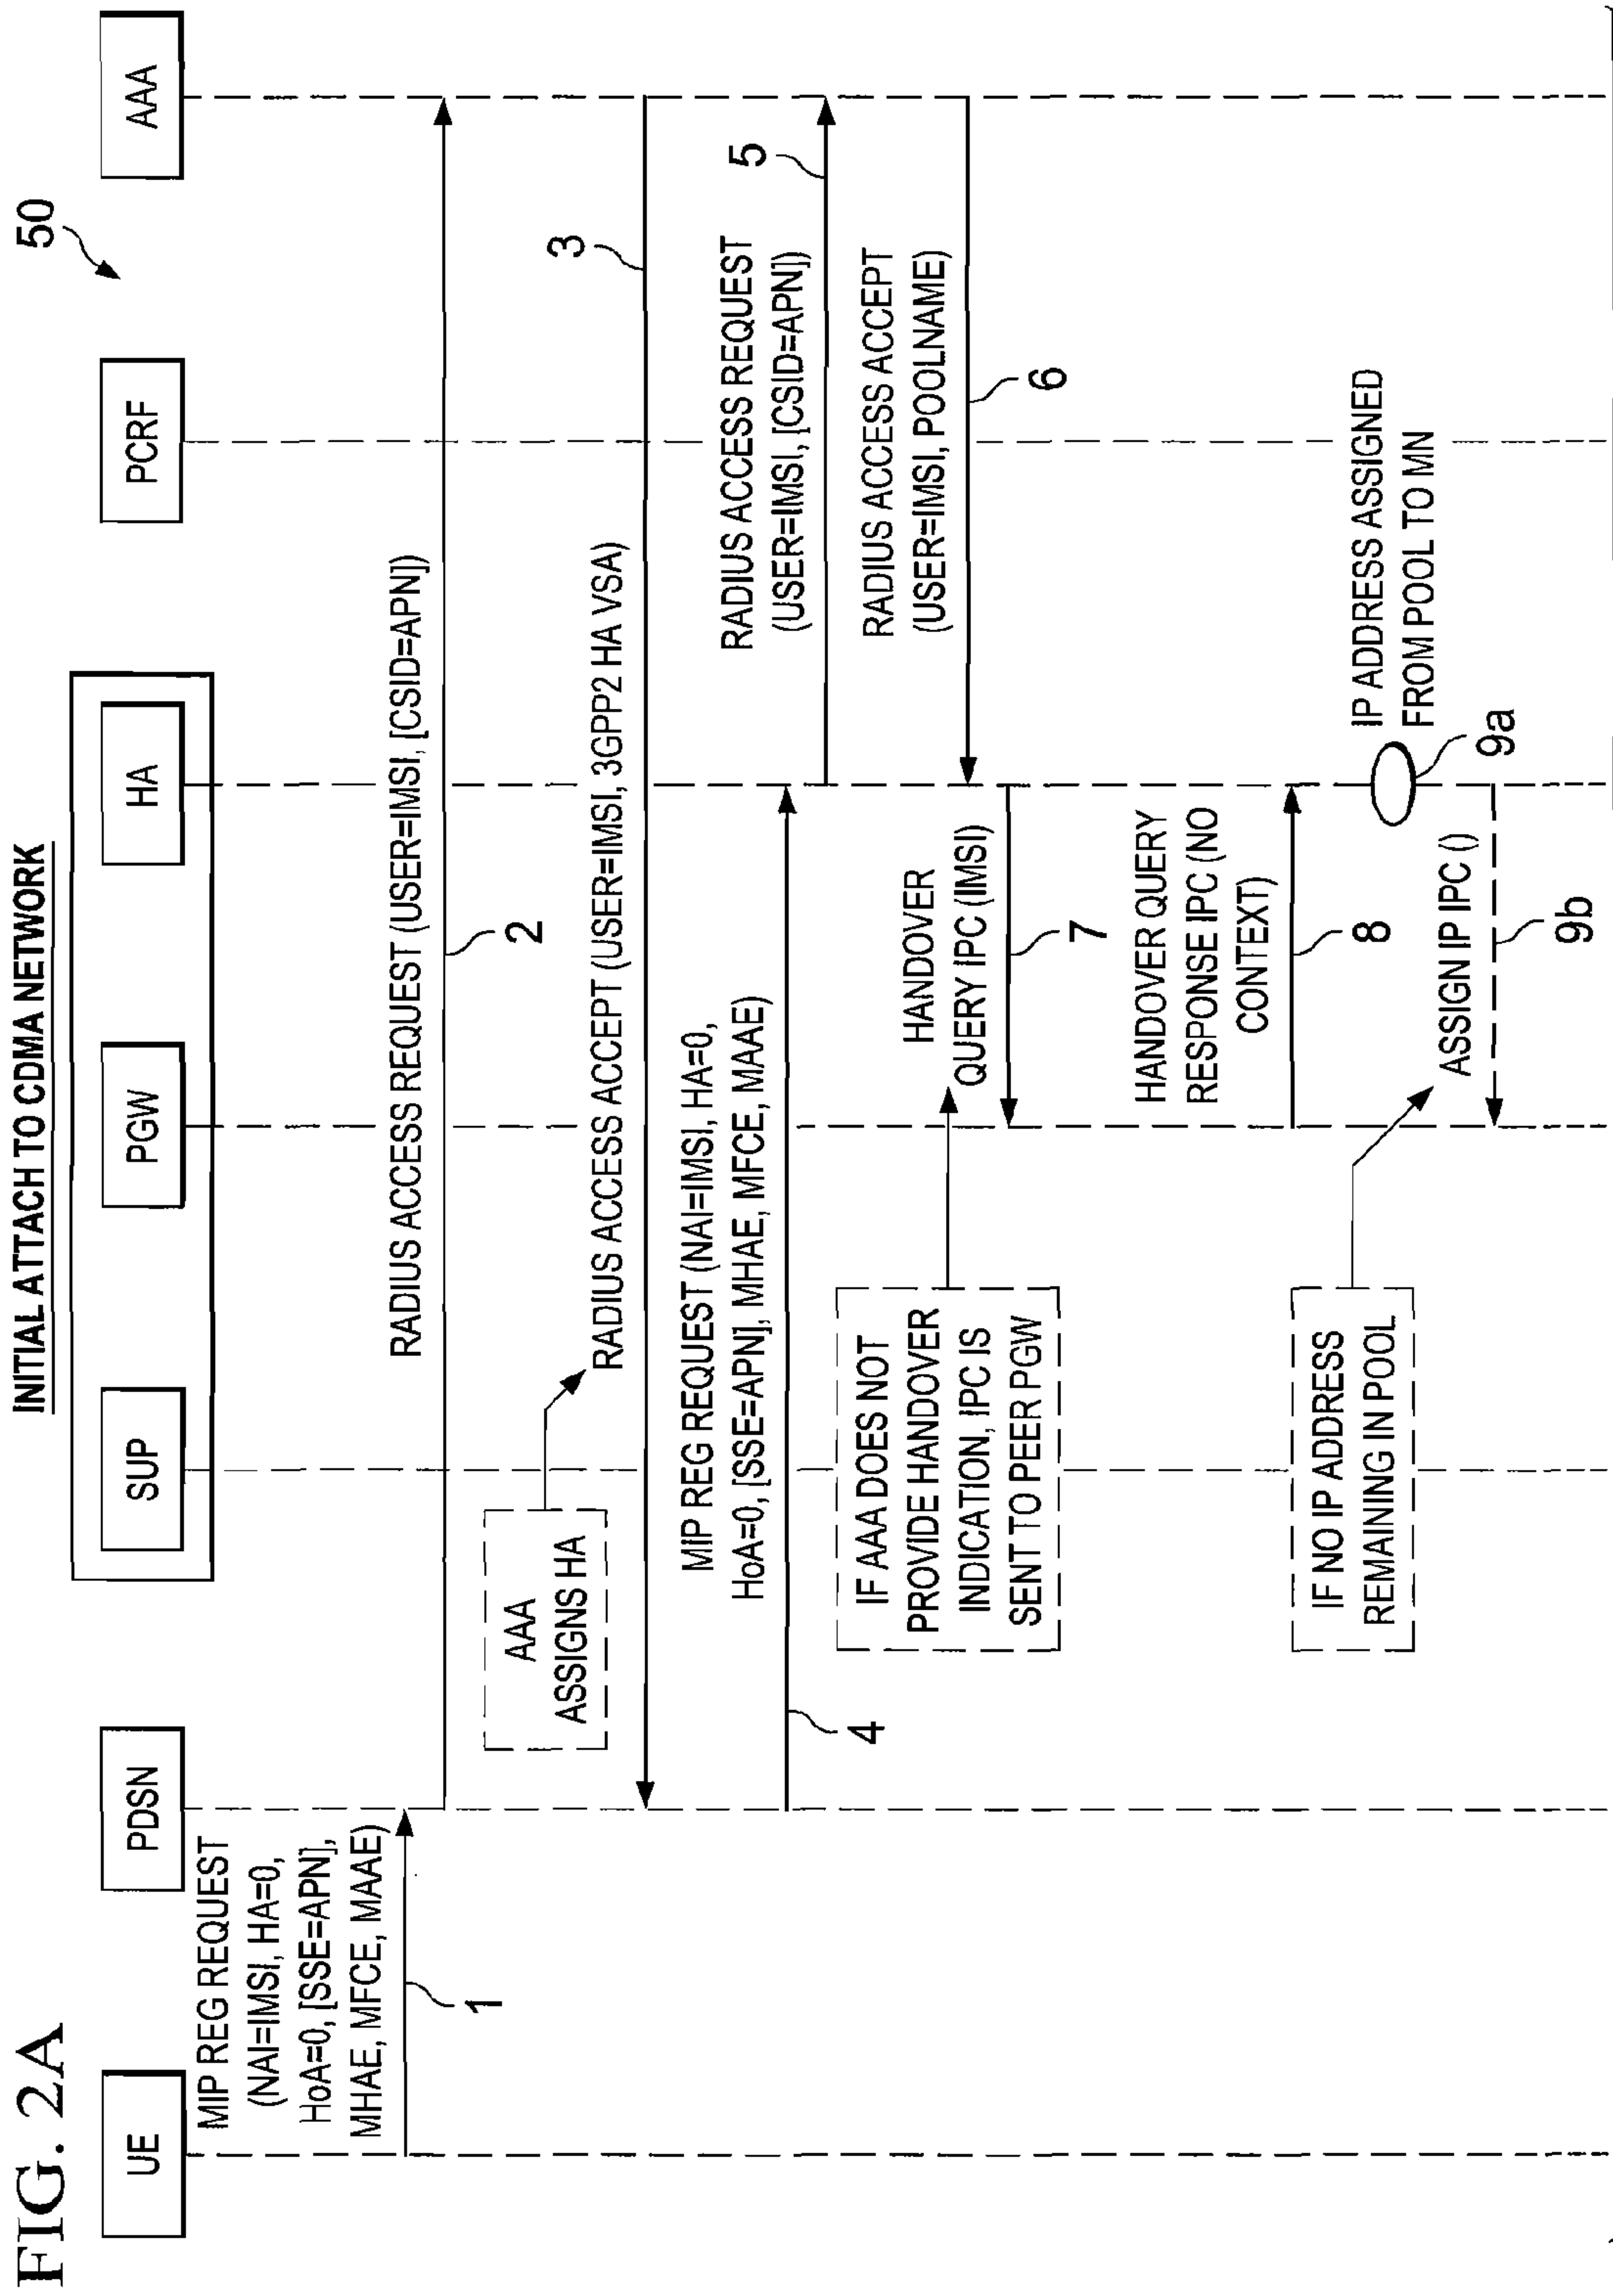 FIG. 2A
INITIAL ATTACH TO CDMA NETWORK
50
UE
PDSN
SUP
PGW
HA
PCRF
AAA
MIP REG REQUEST
(NAI=IMSI, HA=0,
HoA=0, [SSE=APN],
MHAE, MFCE, MAAE)
1
RADIUS ACCESS REQUEST (USER=IMSI, [CSID=APN])
2
AAA
ASSIGNS HA
RADIUS ACCESS ACCEPT (USER=IMSI, 3GPP2 HA VSA)
3
MIP REG REQUEST (NAI=IMSI, HA=0,
HoA=0, [SSE=APN], MHAE, MFCE, MAAE)
4
RADIUS ACCESS REQUEST
(USER=IMSI, [CSID=APN])
5
RADIUS ACCESS ACCEPT
(USER=IMSI, POOLNAME)
6
IF AAA DOES NOT
PROVIDE HANDOVER
INDICATION, IPC IS
SENT TO PEER PGW
HANDOVER
QUERY IPC (IMSI)
7
HANDOVER QUERY
RESPONSE IPC (NO
CONTEXT)
8
IP ADDRESS ASSIGNED
FROM POOL TO MN
9a
IF NO IP ADDRESS
REMAINING IN POOL
ASSIGN IP IPC ()
9b